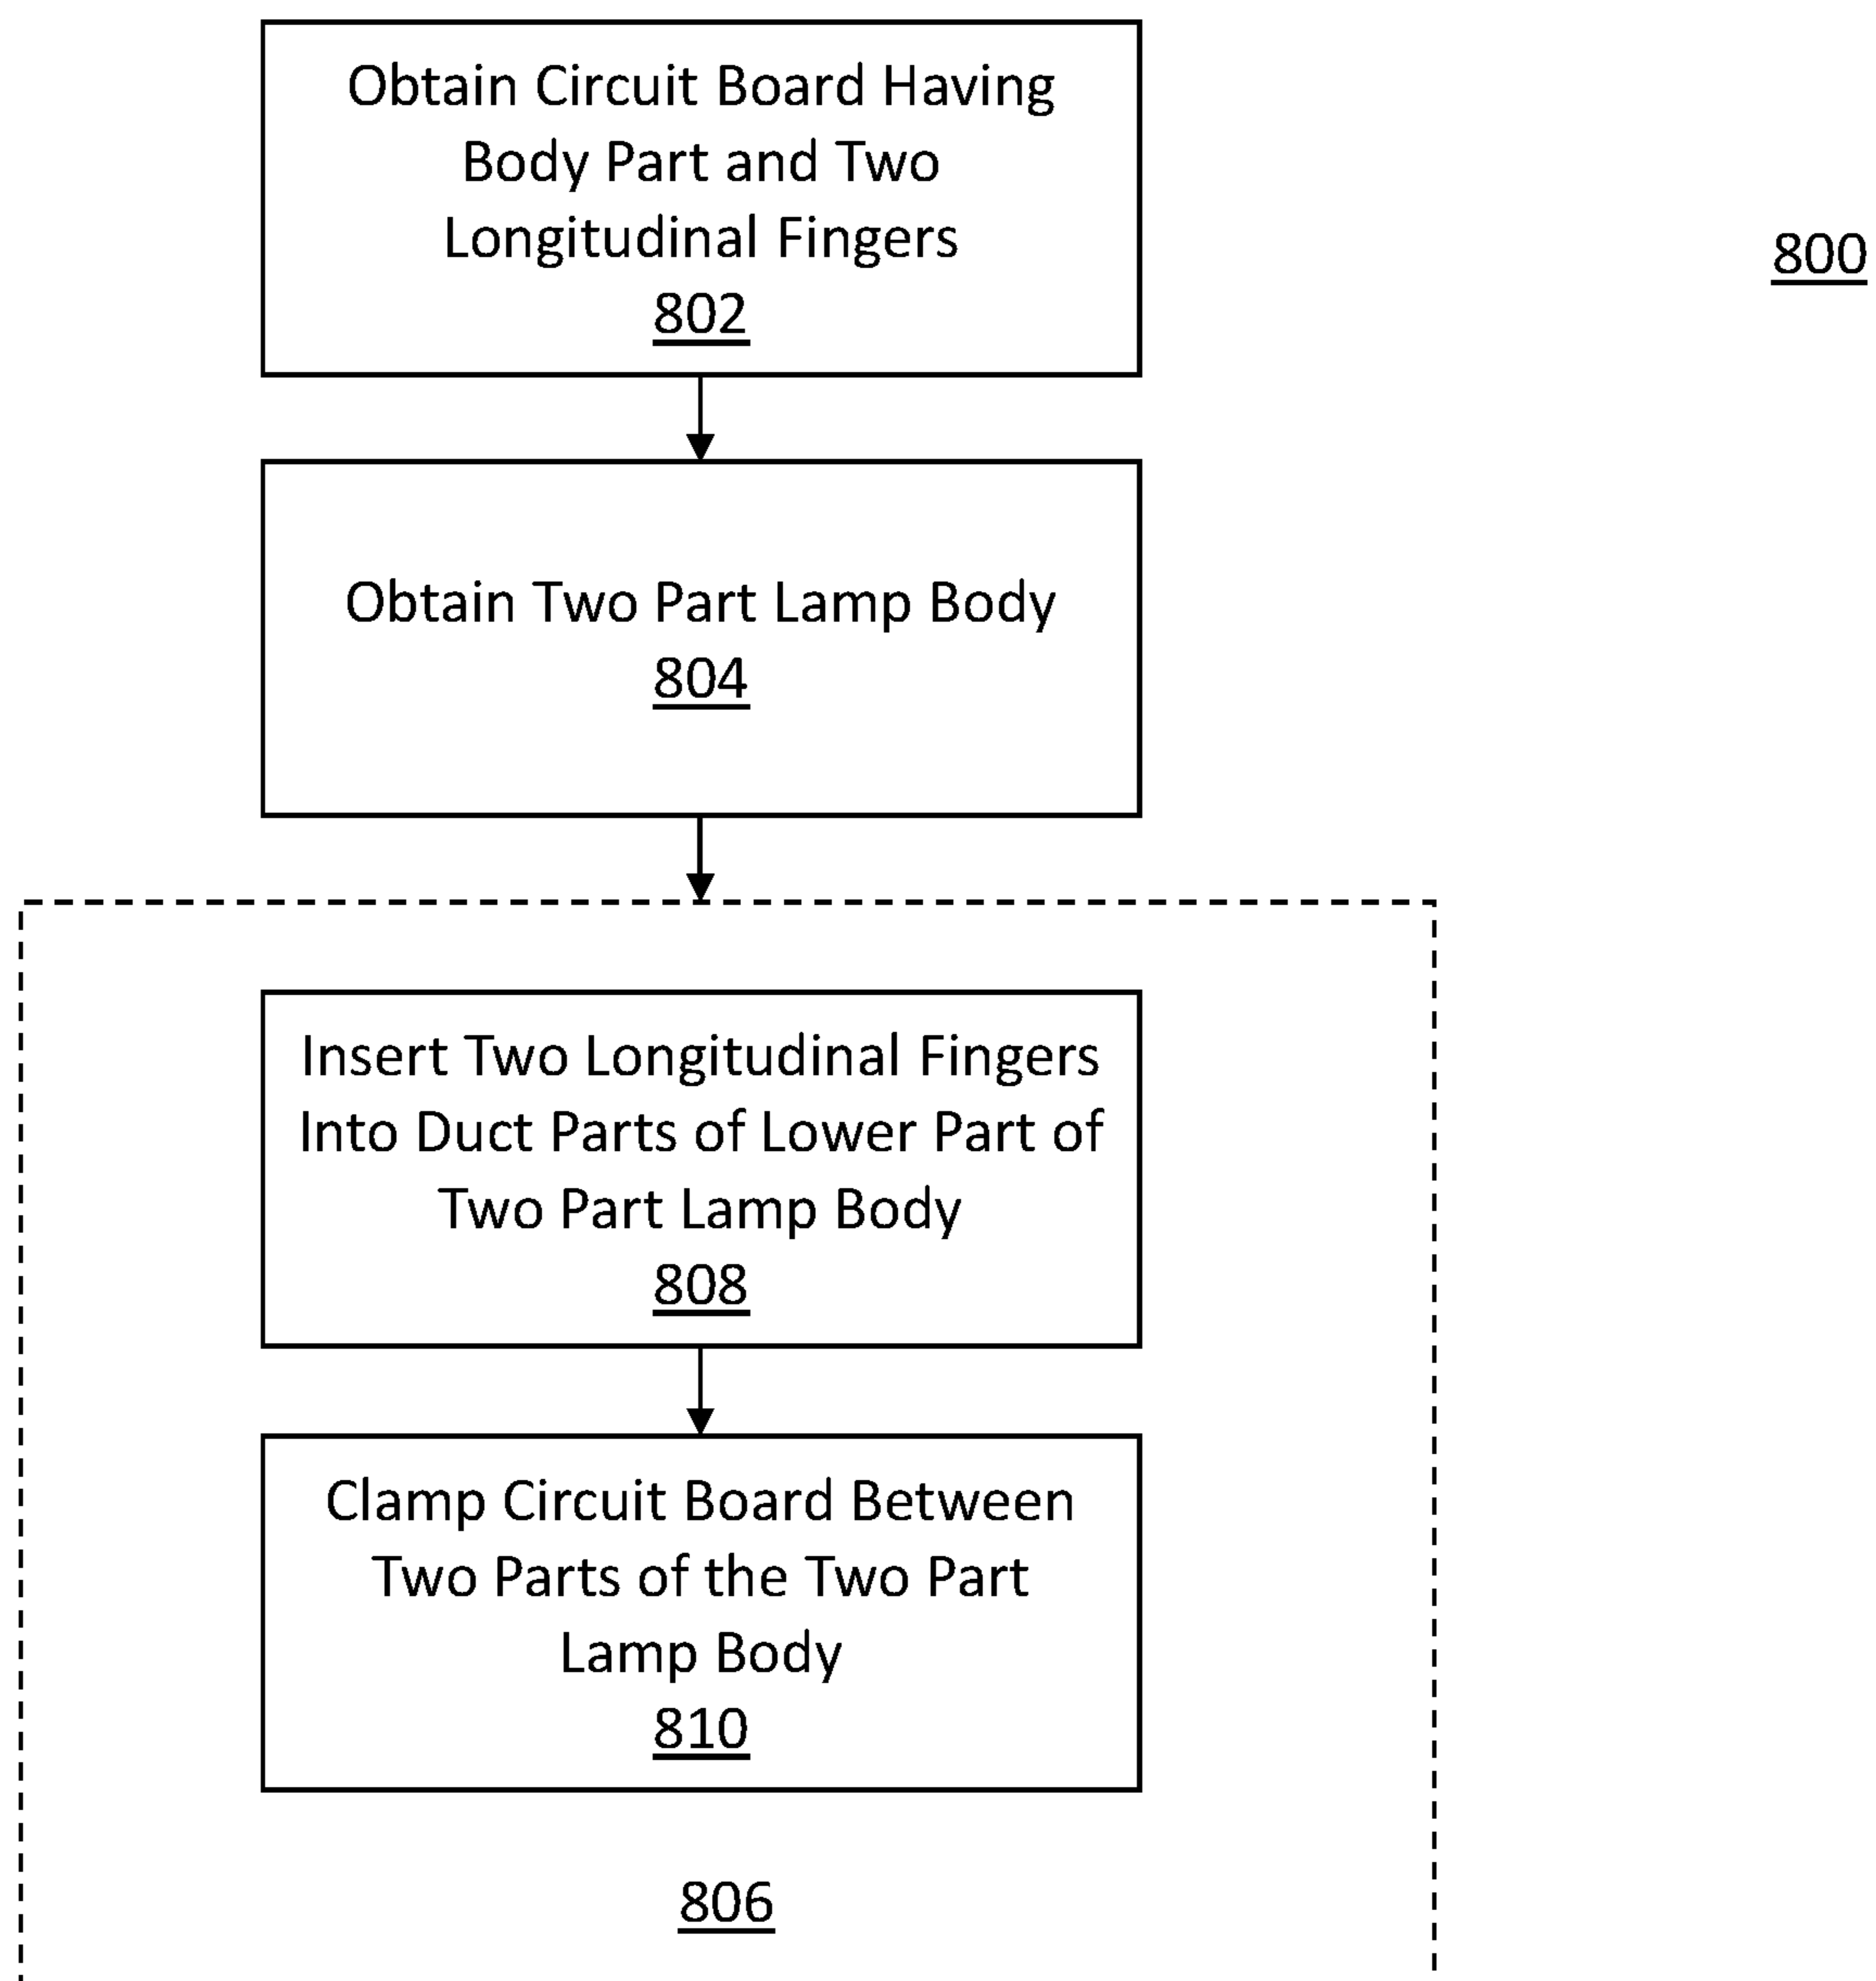 Obtain Circuit Board Having
Body Part and Two
Longitudinal Fingers
802
800
Obtain Two Part Lamp Body
804
Insert Two Longitudinal Fingers
Into Duct Parts of Lower Part of
Two Part Lamp Body
808
Clamp Circuit Board Between
Two Parts of the Two Part
Lamp Body
810
806